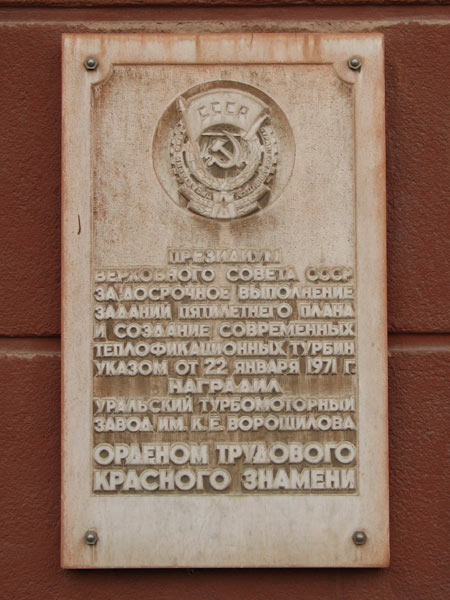 СССР
ПРЕЗИДИУМ
ВЕРХОВНОГО СОВЕТА СССР
ЗА ДОСРОЧНОЕ ВЫПОЛНЕНИЕ
ЗАДАНИЙ ПЯТИЛЕТНЕГО ПЛАНА
И СОЗДАНИЕ СОВРЕМЕННЫХ
ТЕПЛОФИКАЦИОННЫХ ТУРБИН
УКАЗОМ ОТ 22 ЯНВАРЯ 1971 Г.
НАГРАДИЛ
УРАЛЬСКИЙ ТУРБОМОТОРНЫЙ
ЗАВОД ИМ. К.Е. ВОРОШИЛОВА
ОРДЕНОМ ТРУДОВОГО
КРАСНОГО ЗНАМЕНИ